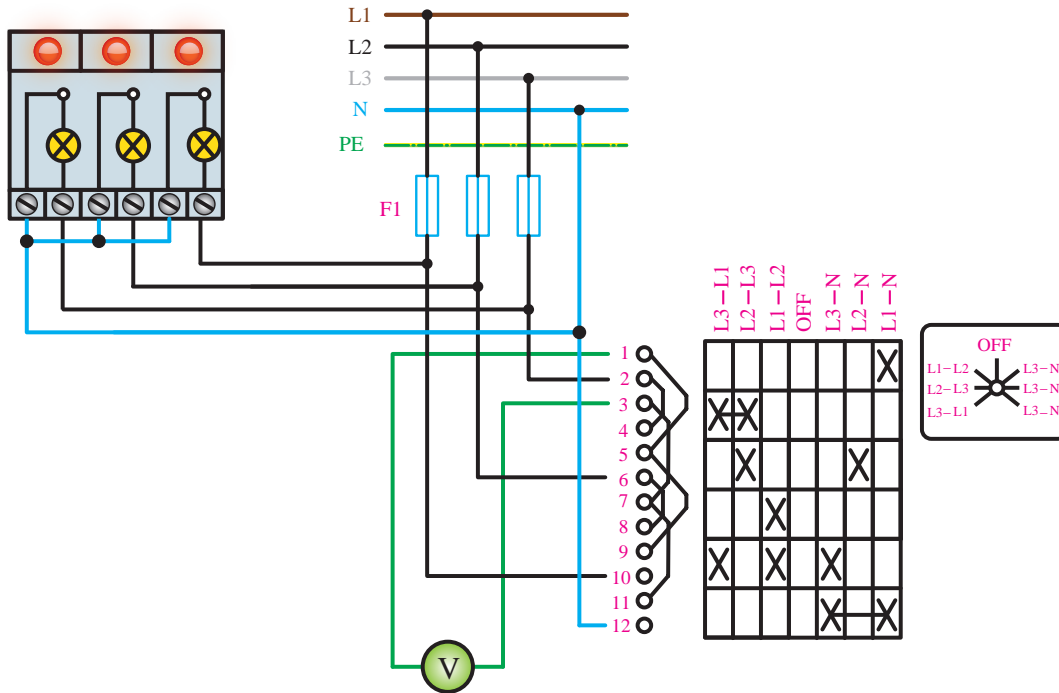 L1
L2
L3
N
PE
F1
L3–L1
L2–L3
L1–L2
OFF
L3–N
L2–N
L1–N
1
2
3
4
5
6
7
8
9
10
11
12
OFF
L1–L2
L3–N
L2–L3
L3–N
L3–L1
L3–N
V